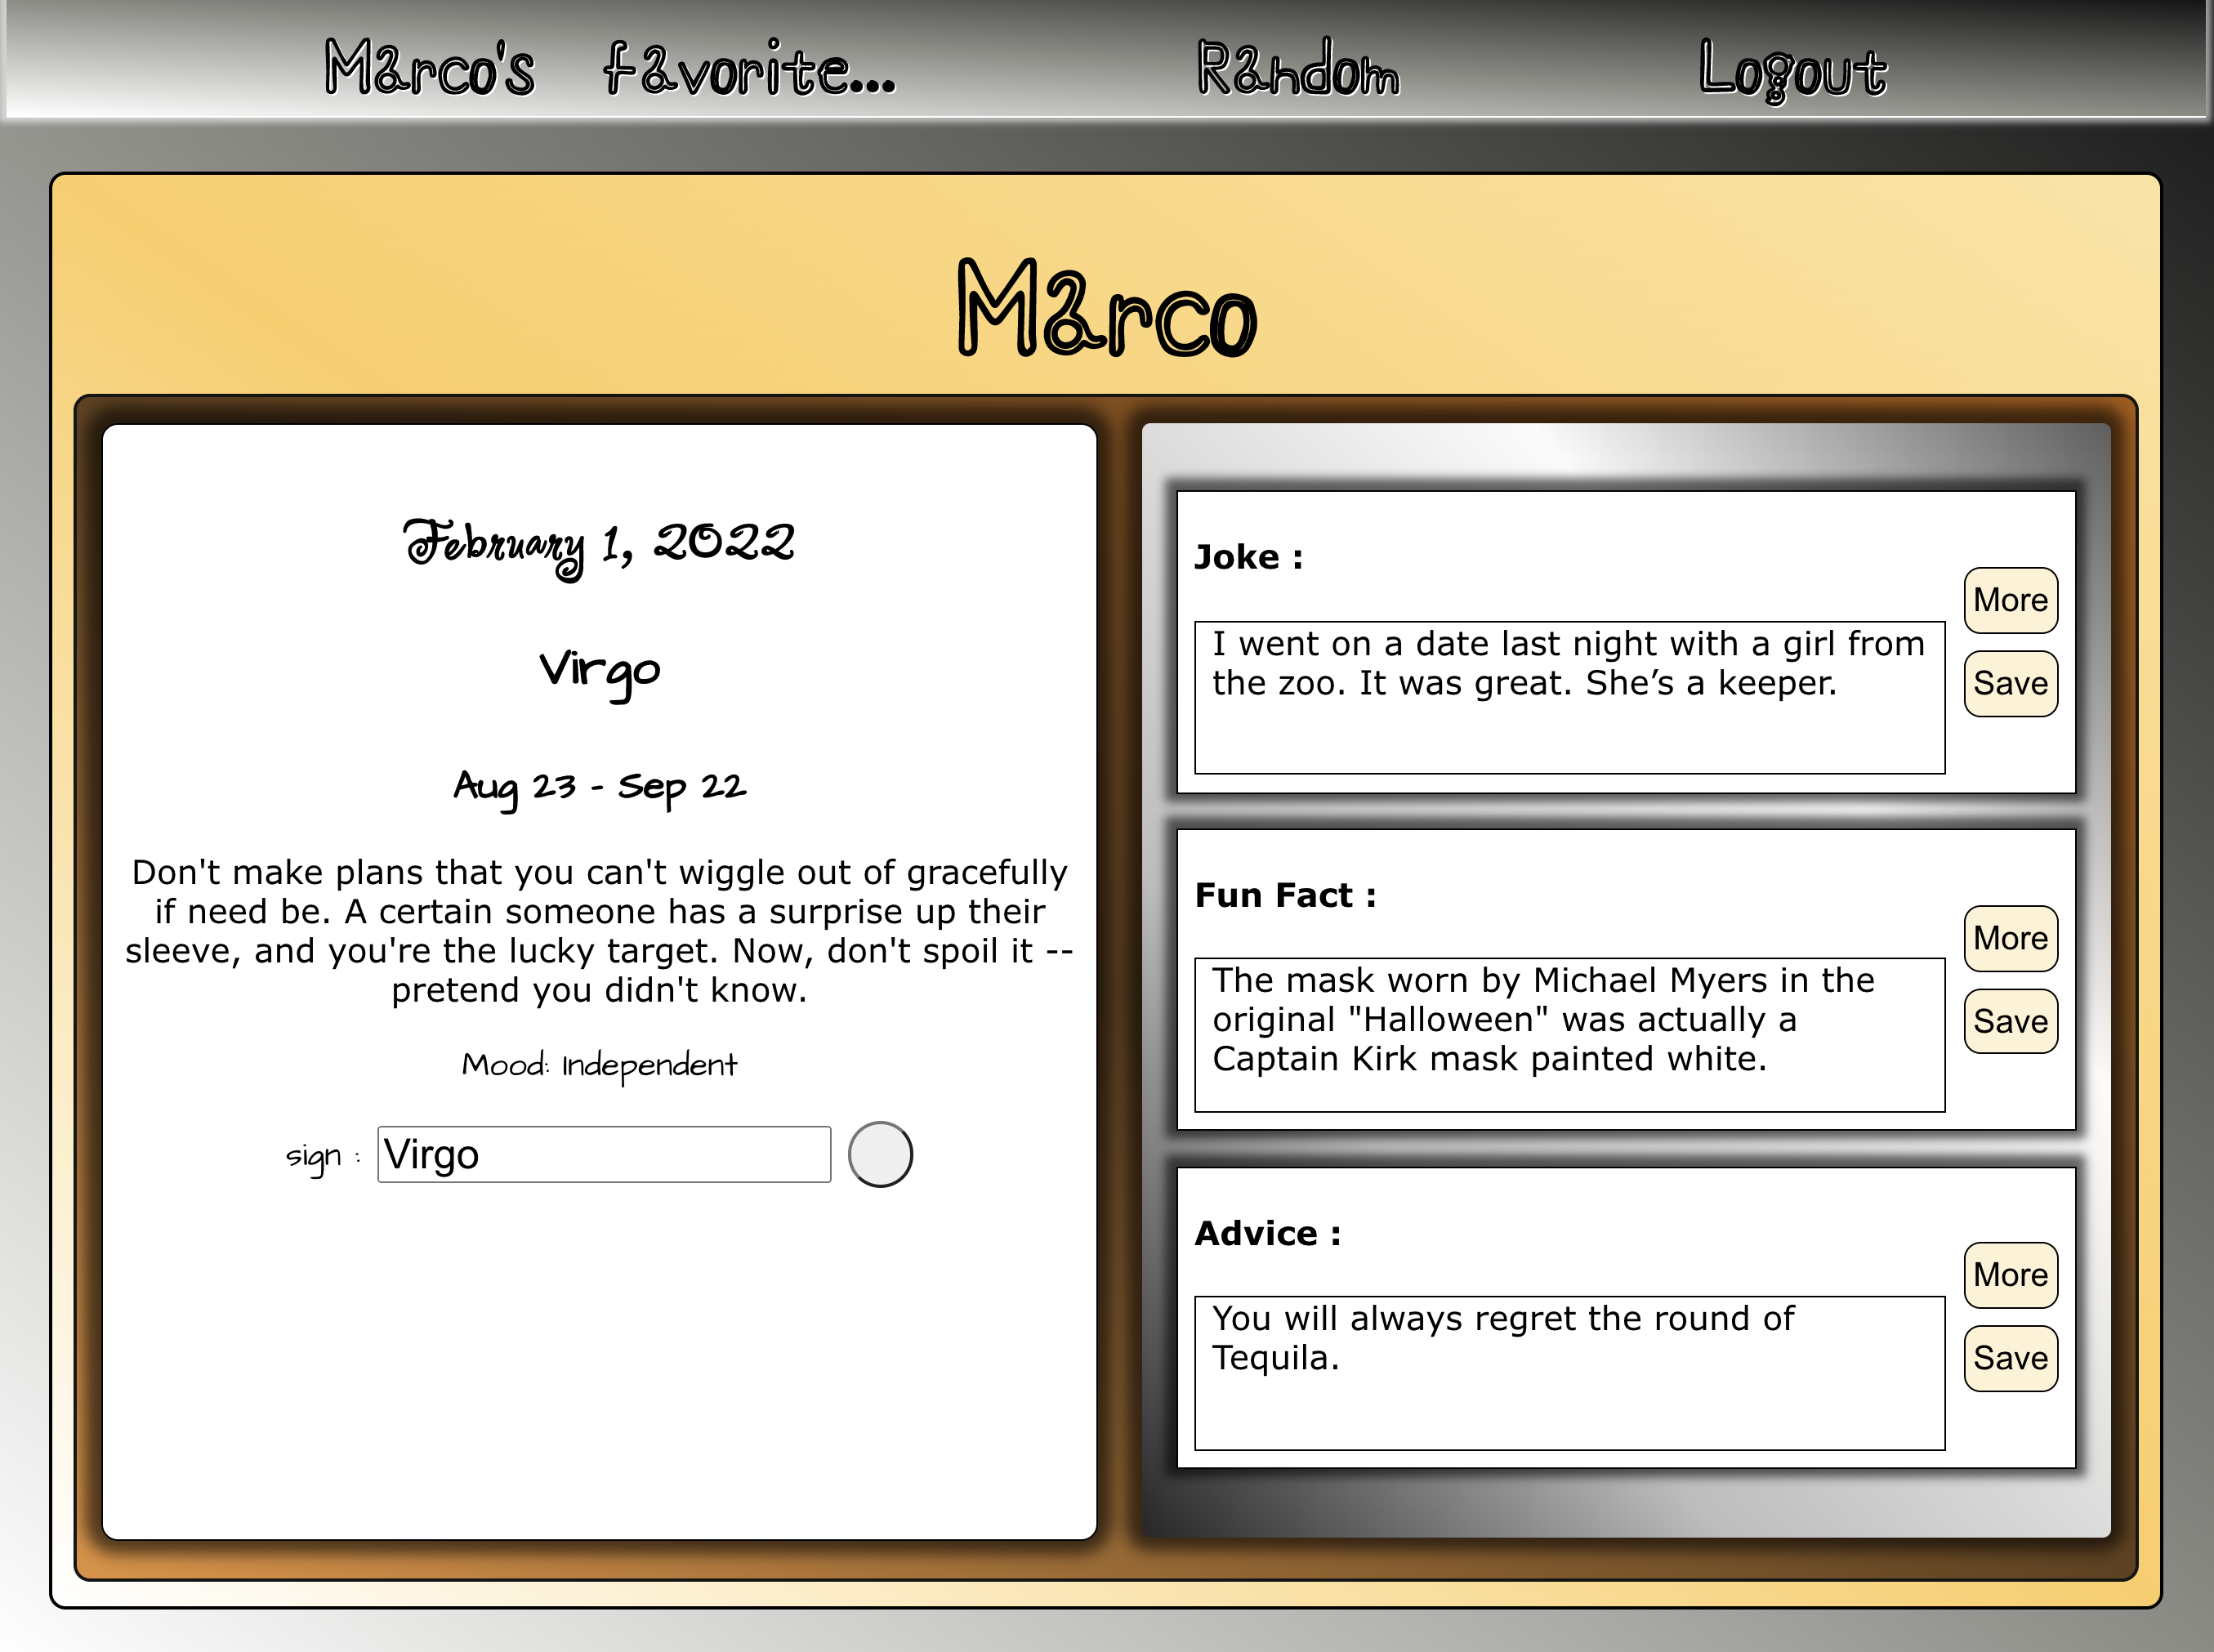 Marco's favorite... Random Logout
Marco
February 1, 2022
Virgo
Aug 23 - Sep 22
Don't make plans that you can't wiggle out of gracefully
if need be. A certain someone has a surprise up their
sleeve, and you're the lucky target. Now, don't spoil it --
pretend you didn't know.
Mood: Independent
sign : Virgo
Joke :
More
I went on a date last night with a girl from
the zoo. It was great. She’s a keeper.
Save
Fun Fact :
More
The mask worn by Michael Myers in the
original "Halloween" was actually a
Captain Kirk mask painted white.
Save
Advice :
More
You will always regret the round of
Tequila.
Save